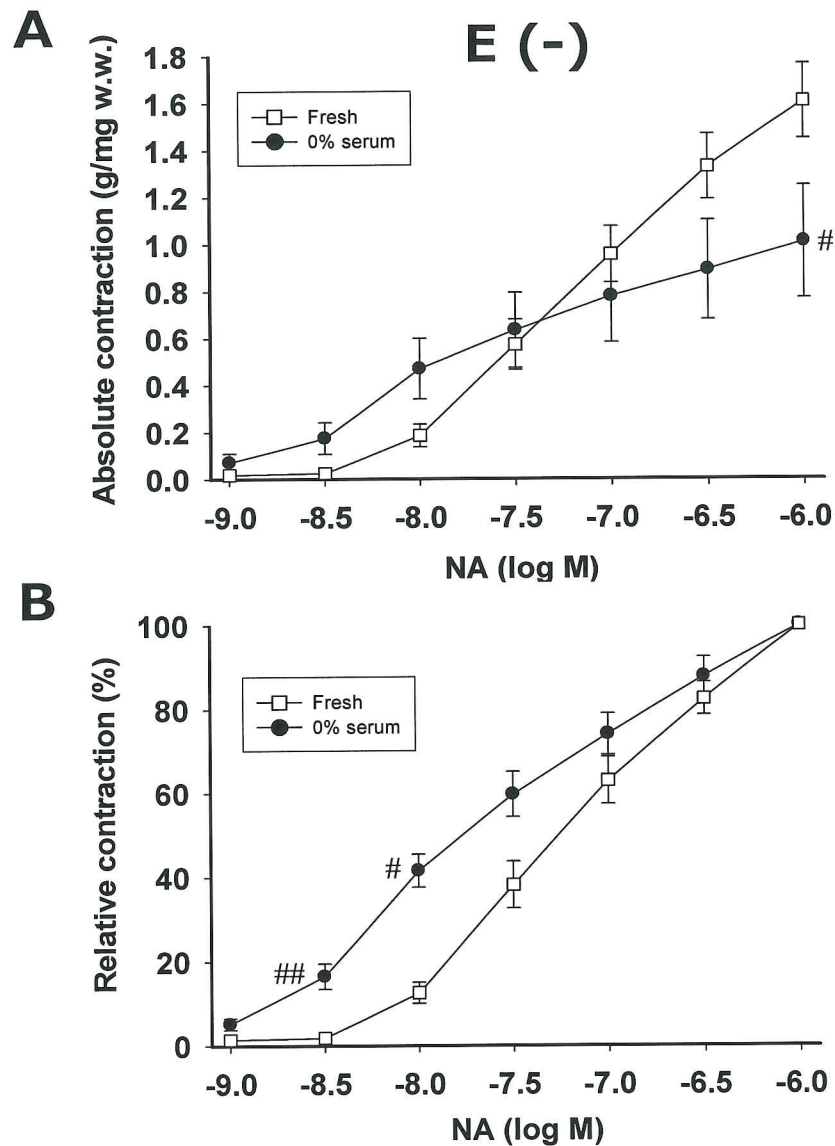 A
E (-)
Absolute contraction (g/mg w.w.)
1.8
1.6
1.4
1.2
1.0
0.8
0.6
0.4
0.2
0.0
Fresh
0% serum
#
-9.0 -8.5 -8.0 -7.5 -7.0 -6.5 -6.0
NA (log M)
B
Relative contraction (%)
100
80
60
40
20
0
Fresh
0% serum
#
##
-9.0 -8.5 -8.0 -7.5 -7.0 -6.5 -6.0
NA (log M)